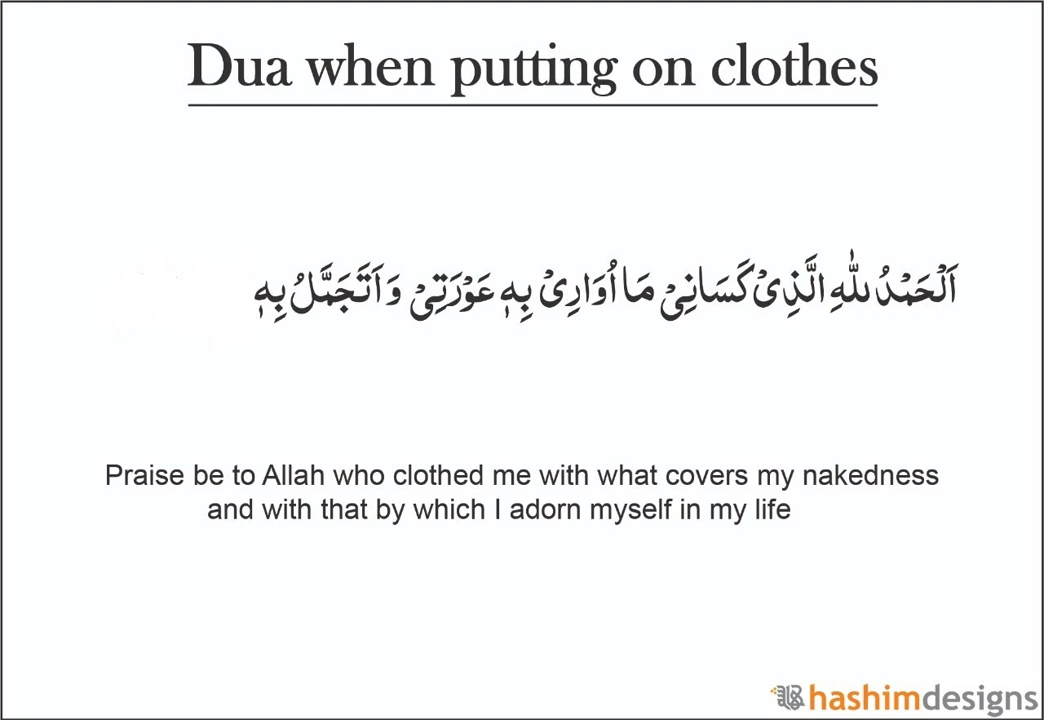 Dua when putting on clothes
اَلْحَمْدُ لِلّٰهِ الَّذِیْ كَسَانِیْ مَا اُوَارِیْ بِهٖ عَوْرَتِیْ وَ اَتَجَمَّلُ بِهٖ
Praise be to Allah who clothed me with what covers my nakedness
and with that by which I adorn myself in my life
hashimdesigns